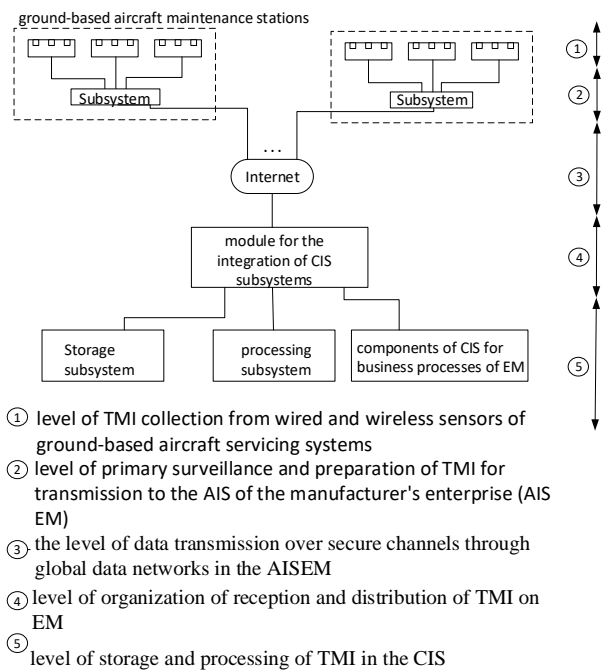 ground-based aircraft maintenance stations
Subsystem
Subsystem
...
Internet
module for the
integration of CIS
subsystems
Storage
subsystem
processing
subsystem
components of CIS for
business processes of EM
1
2
3
4
5
1 level of TMI collection from wired and wireless sensors of
ground-based aircraft servicing systems
2 level of primary surveillance and preparation of TMI for
transmission to the AIS of the manufacturer's enterprise (AIS
EM)
3 the level of data transmission over secure channels through
global data networks in the AISEM
4 level of organization of reception and distribution of TMI on
EM
5 level of storage and processing of TMI in the CIS